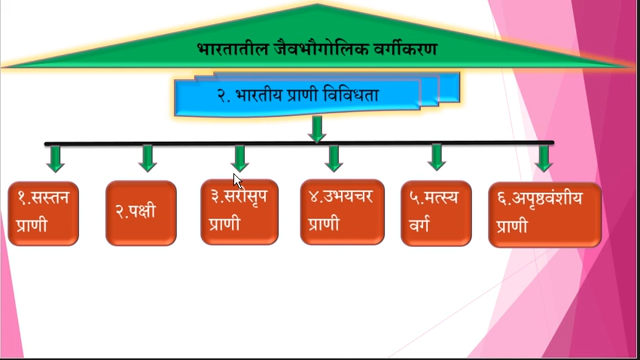 भारतातील जैवभौगोलिक वर्गीकरण
२. भारतीय प्राणी विविधता
१.सस्तन
प्राणी
२.पक्षी
३.सरीसृप
प्राणी
४.उभयचर
प्राणी
५.मत्स्य
वर्ग
६.अपृष्ठवंशीय
प्राणी